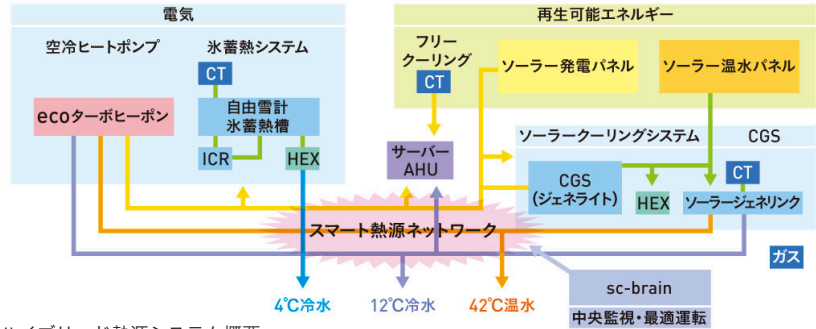 電気
空冷ヒートポンプ
氷蓄熱システム
CT
ecoターボヒーポン
自由雪計
氷蓄熱槽
ICR
HEX
再生可能エネルギー
フリー
クーリング
CT
ソーラー発電パネル
ソーラー温水パネル
サーバー
AHU
ソーラークーリングシステム
CGS
CGS
(ジェネライト)
HEX
CT
ソーラージェネリンク
ガス
スマート熱源ネットワーク
sc-brain
中央監視・最適運転
4℃冷水
12℃冷水
42℃温水